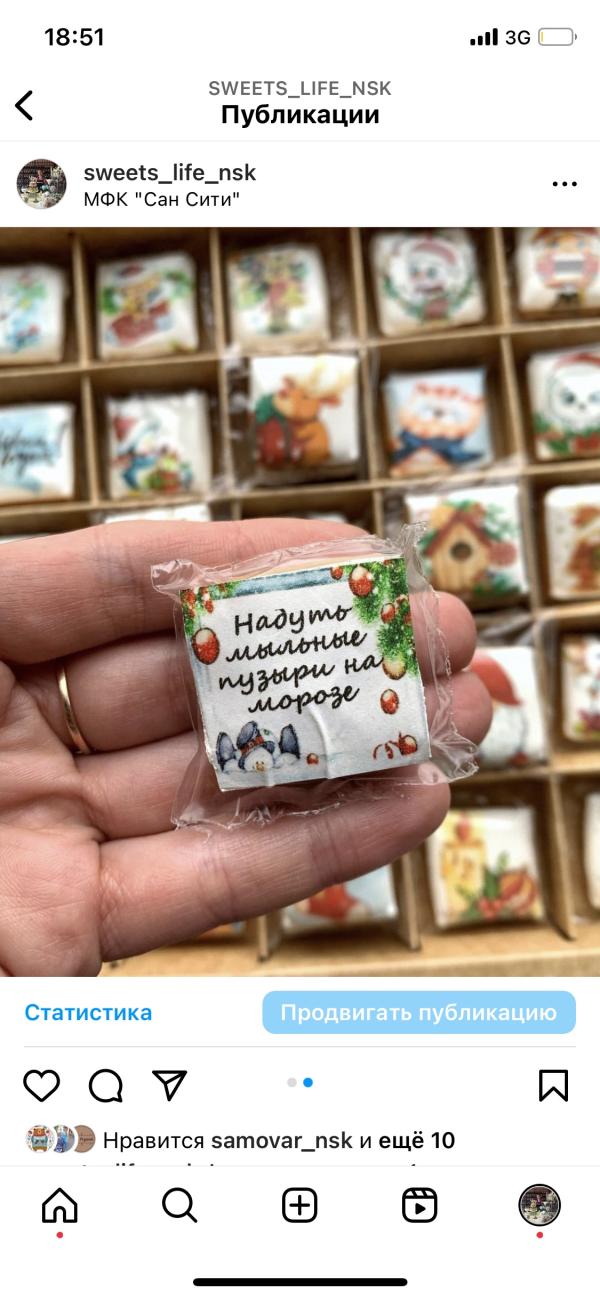 18:51
3G
SWEETS_LIFE_NSK
Публикации
sweets_life_nsk
МФК "Сан Сити"
Надуть
мыльные
пузыри на
морозе
Статистика
Продвигать публикацию
Нравится samovar_nsk и ещё 10